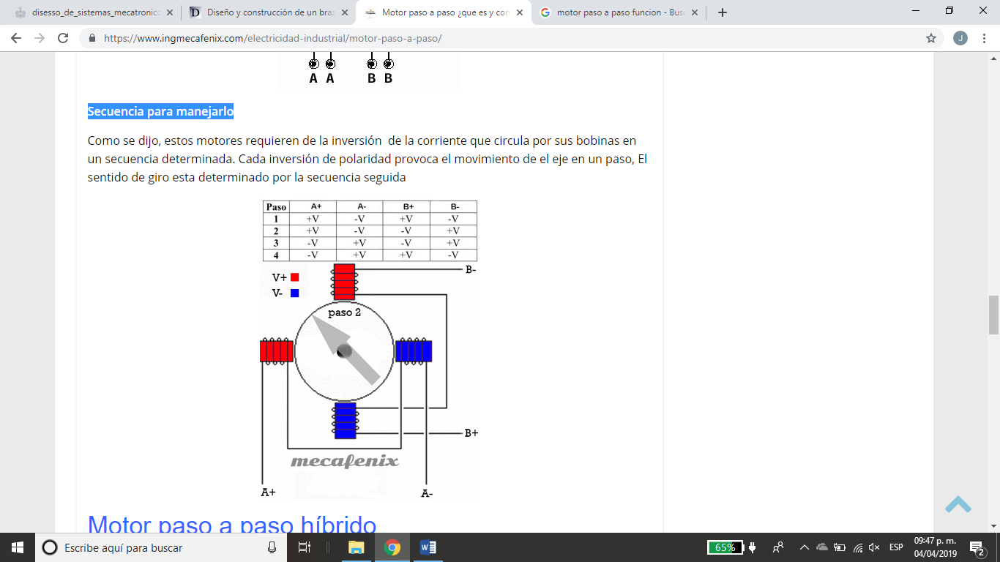 disesso_de_sistemas_mecatronico
Diseño y construcción de un braz
Motor paso a paso ¿que es y con
motor paso a paso funcion - Bus
https://www.ingmecafenix.com/electricidad-industrial/motor-paso-a-paso/
J
A A B B
Secuencia para manejarlo
Como se dijo, estos motores requieren de la inversión de la corriente que circula por sus bobinas en
un secuencia determinada. Cada inversión de polaridad provoca el movimiento de el eje en un paso, El
sentido de giro esta determinado por la secuencia seguida
Paso A+ A- B+ B-
1 +V -V +V -V
2 +V -V -V +V
3 -V +V -V +V
4 -V +V +V -V
V+
V-
B-
paso 2
B+
mecafenix
A+ A-
Motor paso a paso híbrido
Escribe aquí para buscar
65%
ESP
09:47 p. m.
04/04/2019
2